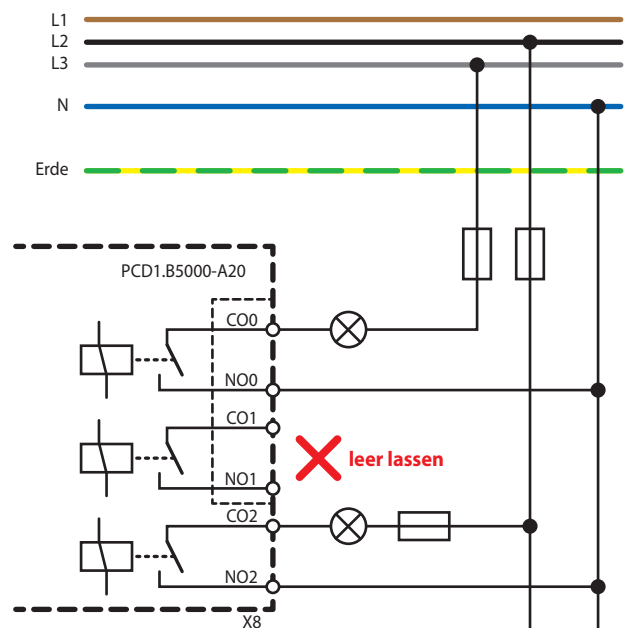 L1
L2
L3
N
Erde
PCD1.B5000-A20
CO0
NO0
CO1
leer lassen
NO1
CO2
NO2
X8